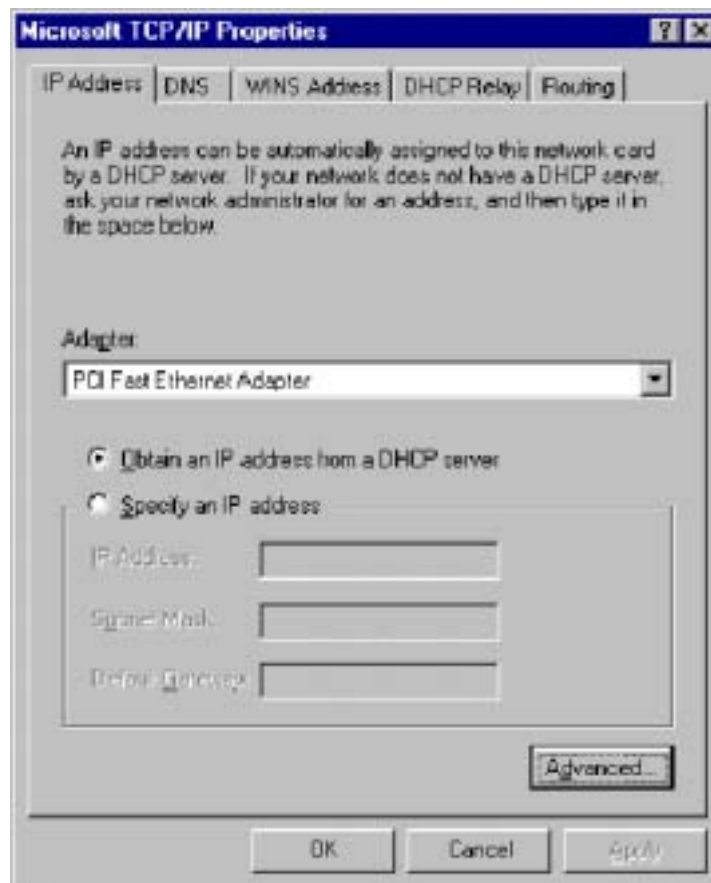 Microsoft TCP/IP Properties
IP Address
DNS
WINS Address
DHCP Relay
Routing
An IP address can be automatically assigned to this network card
by a DHCP server. If your network does not have a DHCP server,
ask your network administrator for an address, and then type it in
the space below.
Adapter:
PCI Fast Ethernet Adapter
Obtain an IP address from a DHCP server
Specify an IP address
IP Address:
Subnet Mask:
Default Gateway:
Advanced...
OK
Cancel
Apply